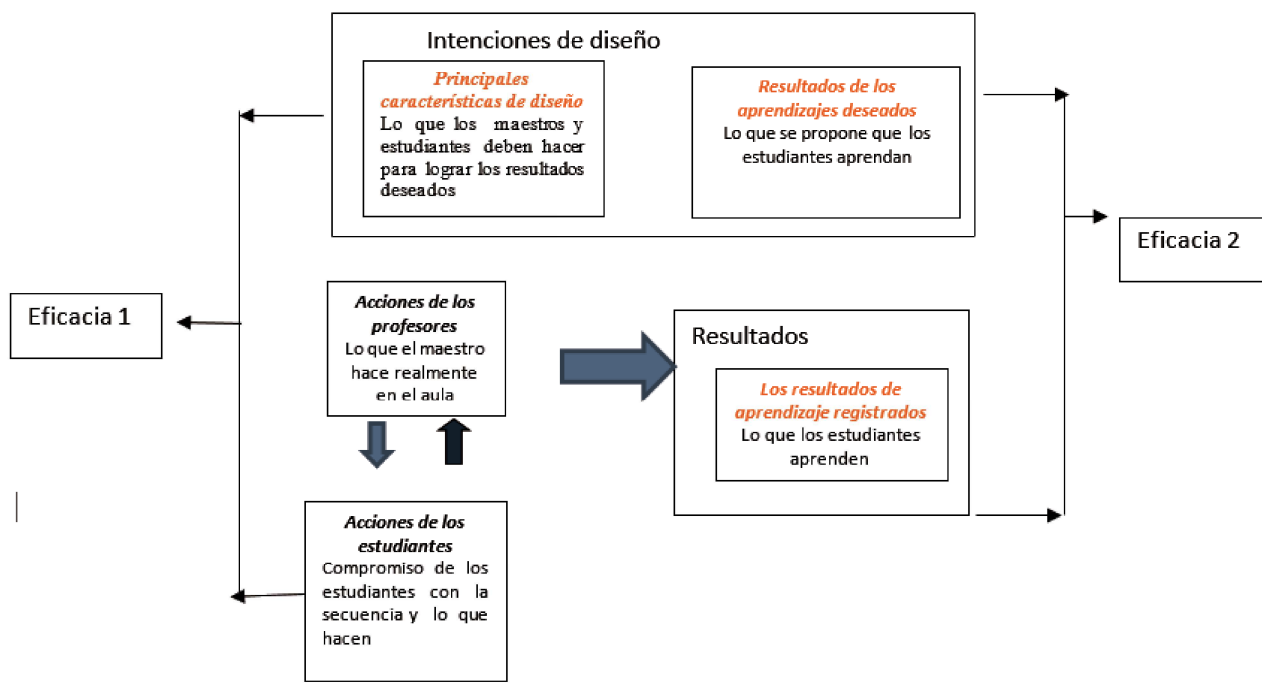 Intenciones de diseño
Principales
características de diseño
Lo que los maestros y
estudiantes deben hacer
para lograr los resultados
deseados
Resultados de los
aprendizajes deseados
Lo que se propone que los
estudiantes aprendan
Eficacia 2
Eficacia 1
Acciones de los
profesores
Lo que el maestro
hace realmente
en el aula
Resultados
Los resultados de
aprendizaje registrados
Lo que los estudiantes
aprenden
Acciones de los
estudiantes
Compromiso de los
estudiantes con la
secuencia y lo que
hacen